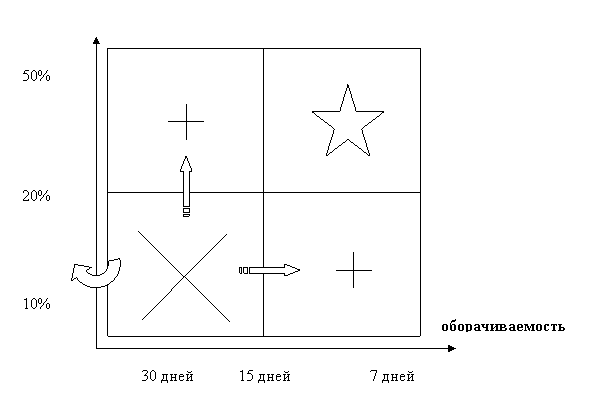 50%
20%
10%
оборачиваемость
30 дней
15 дней
7 дней